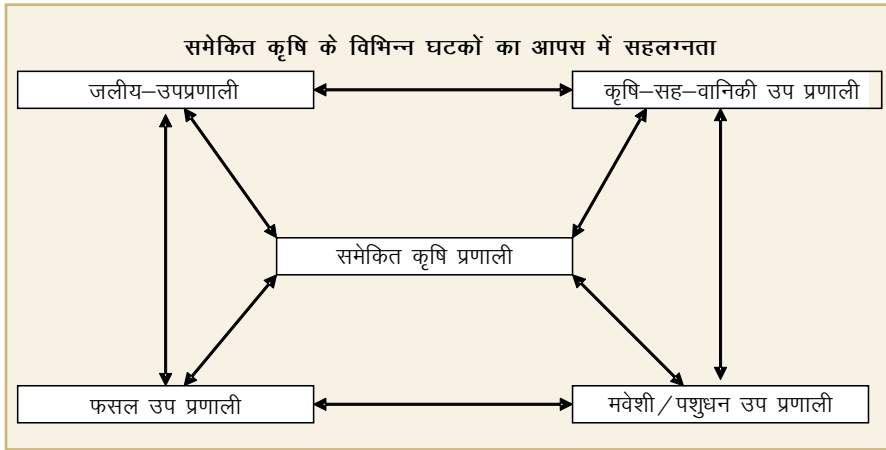 समेकित कृषि के विभिन्न घटकों का आपस में सहलग्नता
जलीय–उपप्रणाली
कृषि–सह–वानिकी उप प्रणाली
समेकित कृषि प्रणाली
फसल उप प्रणाली
मवेशी/पशुधन उप प्रणाली